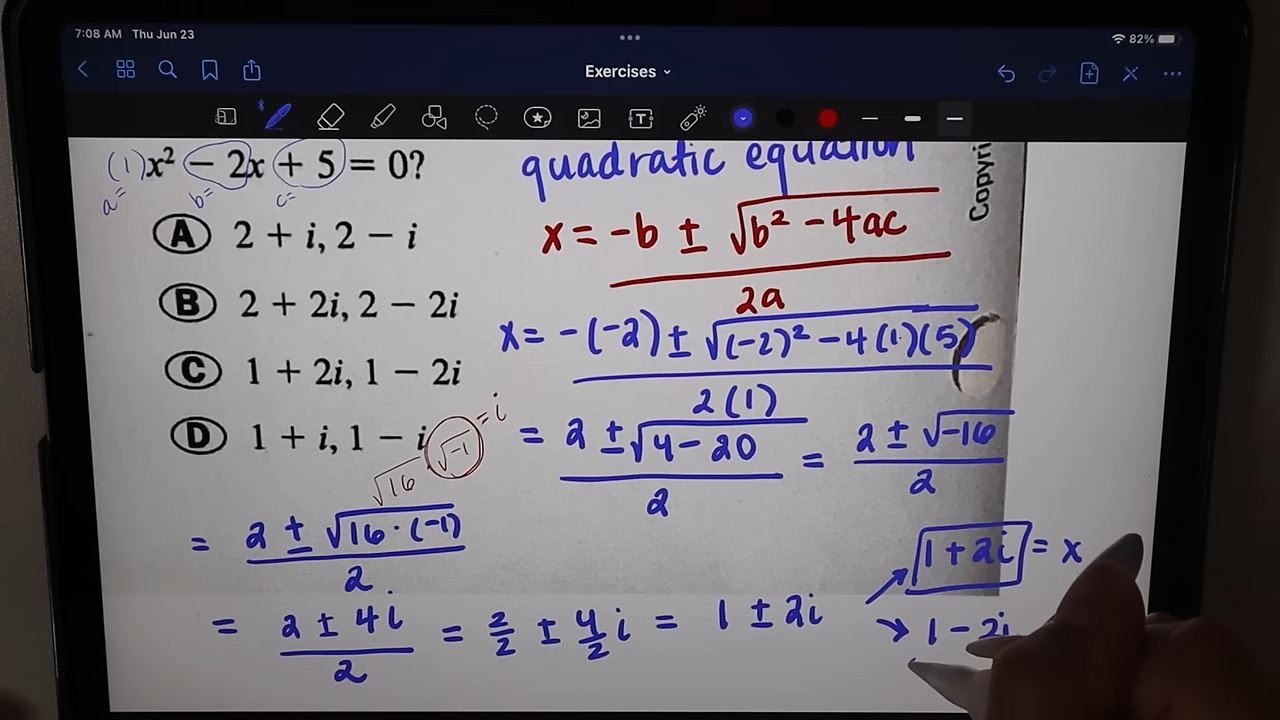 7:08 AM Thu Jun 23
82%
Exercises
(1)x² − 2x + 5 = 0?
a= b= c=
A 2 + i, 2 − i
B 2 + 2i, 2 − 2i
C 1 + 2i, 1 − 2i
D 1 + i, 1 − i
√16 · √-1 = i
quadratic equation
Copyri
x = -b ± √b² - 4ac
2a
x = -(-2) ± √(-2)² - 4(1)(5)
2(1)
= 2 ± √4 - 20 = 2 ± √-16
2 2
= 2 ± √16 · (-1)
2
= 2 ± 4i = 2/2 ± 4/2 i = 1 ± 2i
2
1 + 2i = x
1 - 2i